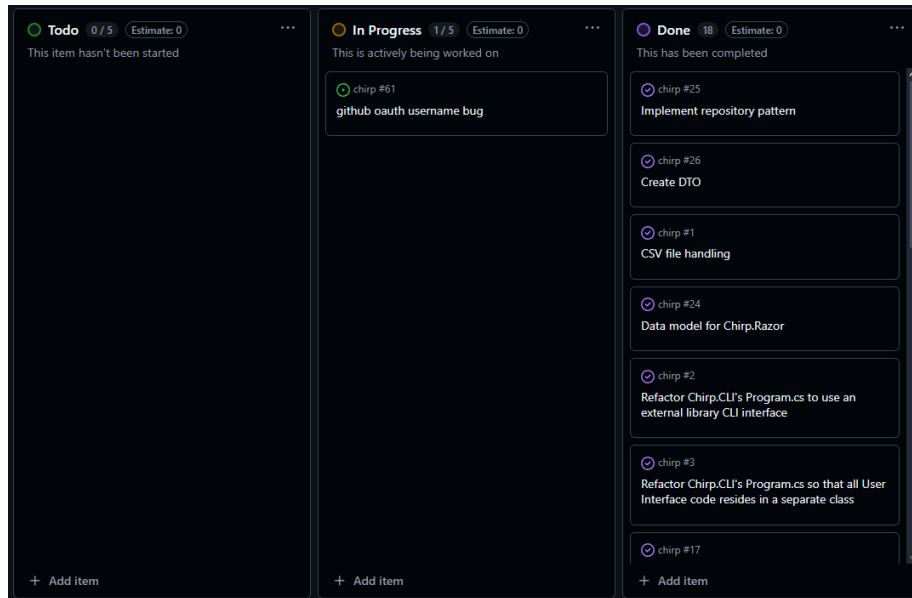 Todo 0 / 5 Estimate: 0 ...
This item hasn't been started
+ Add item
In Progress 1 / 5 Estimate: 0 ...
This is actively being worked on
chirp #61
github oauth username bug
+ Add item
Done 18 Estimate: 0 ...
This has been completed
chirp #25
Implement repository pattern
chirp #26
Create DTO
chirp #1
CSV file handling
chirp #24
Data model for Chirp.Razor
chirp #2
Refactor Chirp.CLI's Program.cs to use an
external library CLI interface
chirp #3
Refactor Chirp.CLI's Program.cs so that all User
Interface code resides in a separate class
chirp #17
+ Add item